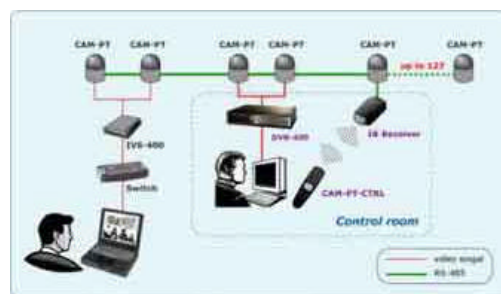 CAM-PT CAM-PT CAM-PT CAM-PT CAM-PT CAM-PT
up to 127
IVS-400
DVR-400
IR Receiver
Switch
CAM-PT-CTRL
Control room
video singal
RS-485